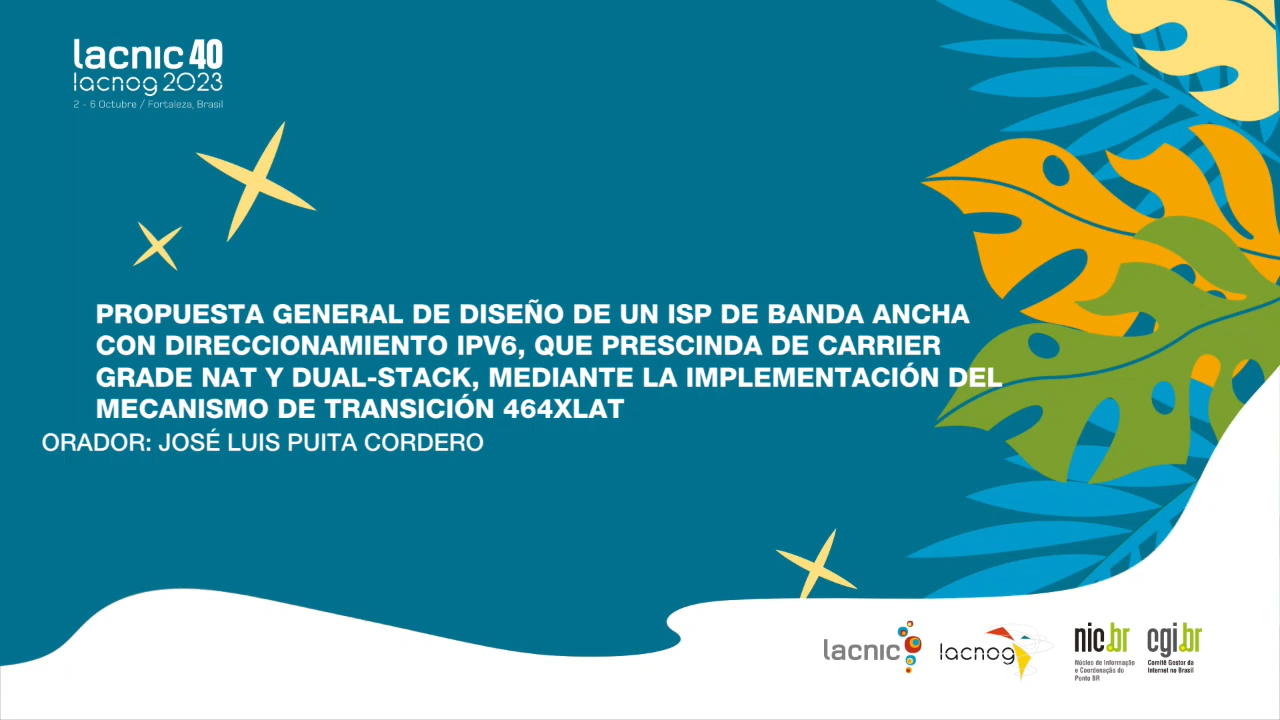 lacnic 40
lacnog 2023
2 - 6 Octubre / Fortaleza, Brasil
PROPUESTA GENERAL DE DISEÑO DE UN ISP DE BANDA ANCHA
CON DIRECCIONAMIENTO IPV6, QUE PRESCINDA DE CARRIER
GRADE NAT Y DUAL-STACK, MEDIANTE LA IMPLEMENTACIÓN DEL
MECANISMO DE TRANSICIÓN 464XLAT
ORADOR: JOSÉ LUIS PUITA CORDERO
lacnic
lacnog
nic.br
Núcleo de Informação
e Coordenação do
Ponto BR
cgi.br
Comitê Gestor da
Internet no Brasil